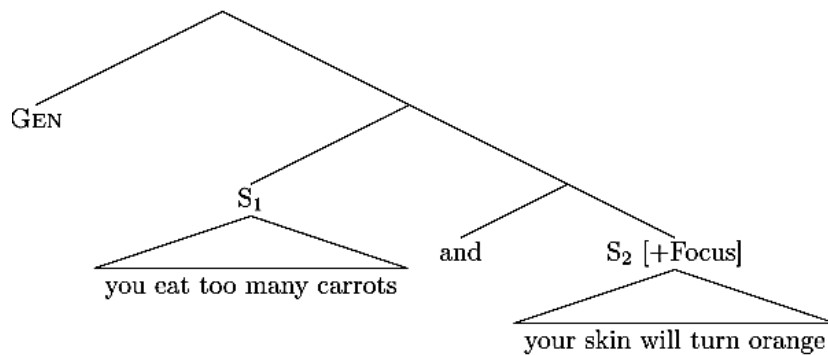 GEN
S₁
you eat too many carrots
and
S₂ [+Focus]
your skin will turn orange